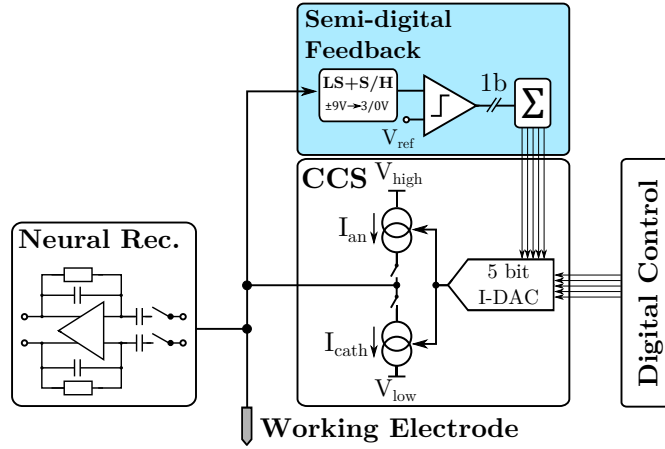 Semi-digital
Feedback
LS+S/H
±9V→3/0V
V_ref
1b
Σ
CCS
V_high
I_an
I_cath
V_low
5 bit
I-DAC
Digital Control
Neural Rec.
Working Electrode